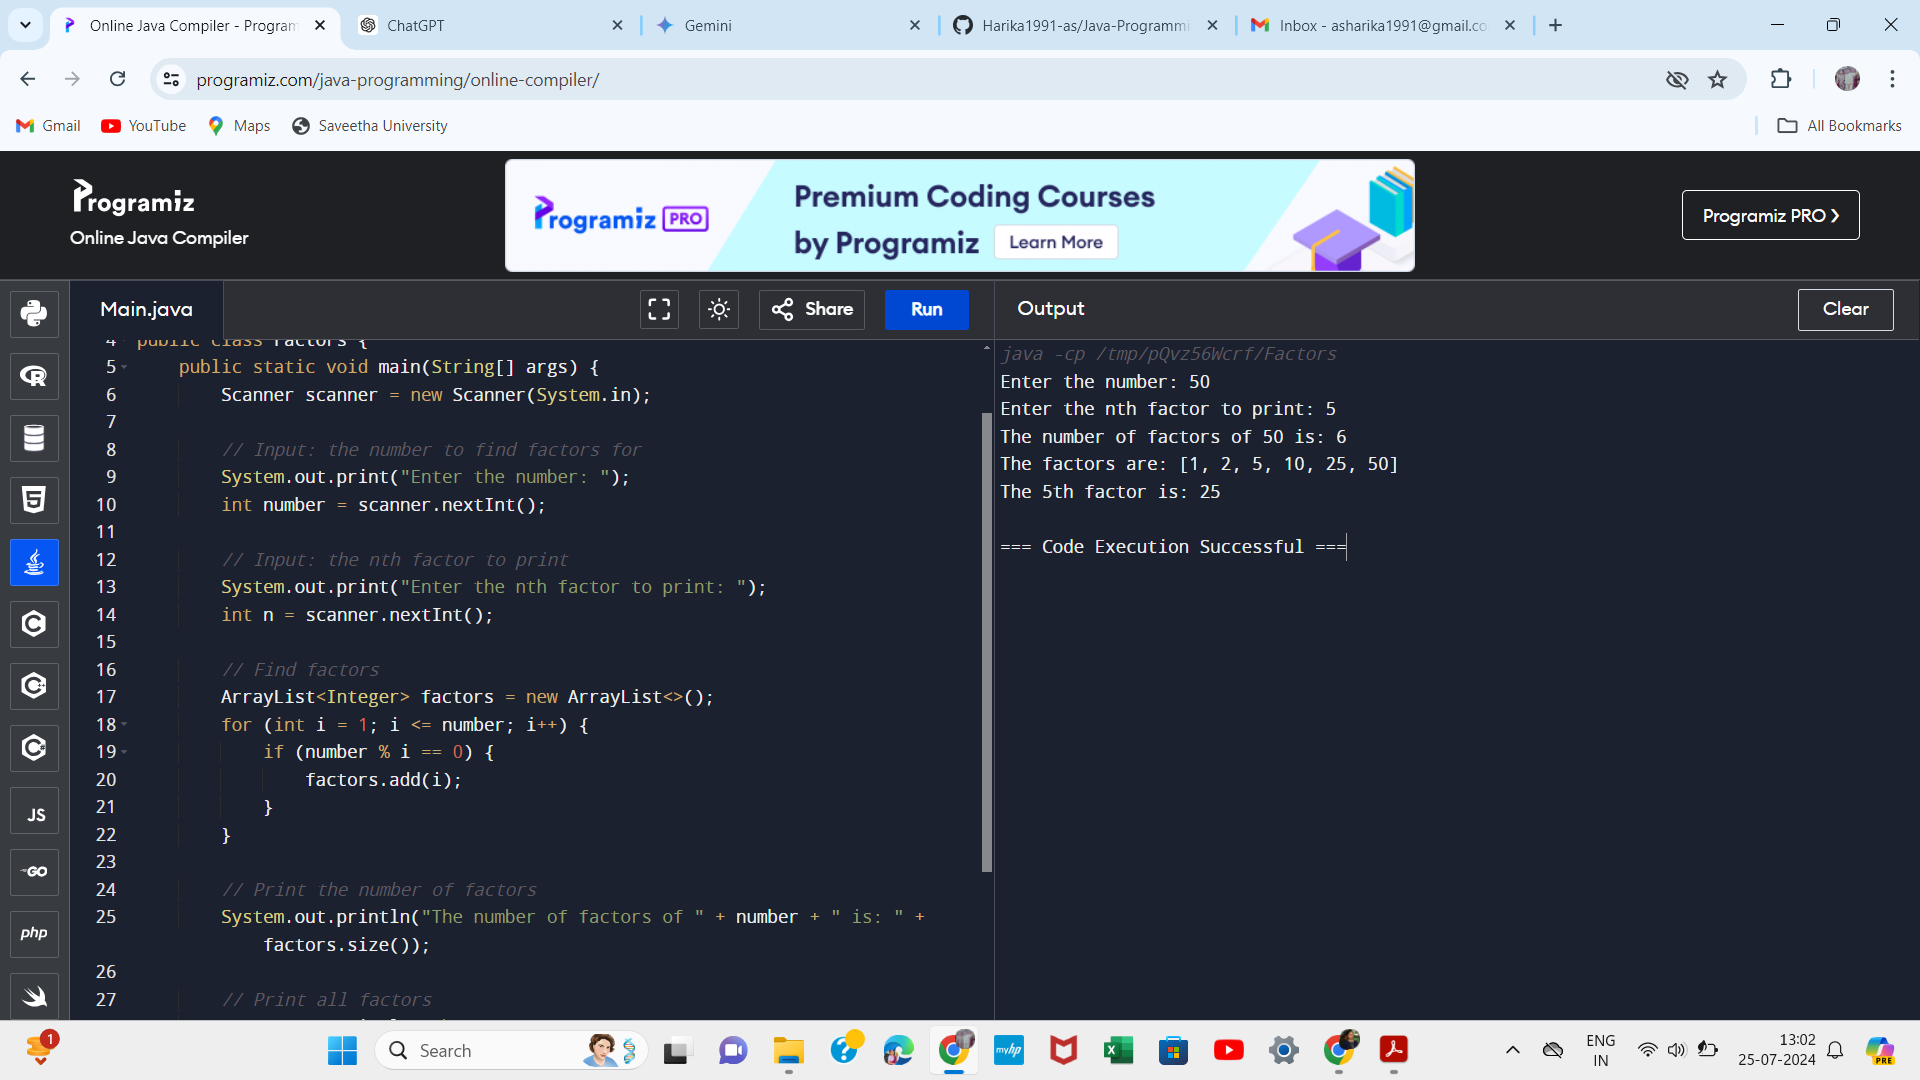 Online Java Compiler - Program
ChatGPT
Gemini
Harika1991-as/Java-Programmi
Inbox - asharika1991@gmail.co
programiz.com/java-programming/online-compiler/
Gmail
YouTube
Maps
Saveetha University
All Bookmarks
Programiz
Online Java Compiler
Programiz PRO
Premium Coding Courses
by Programiz
Learn More
Programiz PRO ❯
Main.java
Share
Run
Output
Clear
4 public class Factors {
5 public static void main(String[] args) {
6 Scanner scanner = new Scanner(System.in);
7
8 // Input: the number to find factors for
9 System.out.print("Enter the number: ");
10 int number = scanner.nextInt();
11
12 // Input: the nth factor to print
13 System.out.print("Enter the nth factor to print: ");
14 int n = scanner.nextInt();
15
16 // Find factors
17 ArrayList<Integer> factors = new ArrayList<>();
18 for (int i = 1; i <= number; i++) {
19 if (number % i == 0) {
20 factors.add(i);
21 }
22 }
23
24 // Print the number of factors
25 System.out.println("The number of factors of " + number + " is: " +
factors.size());
26
27 // Print all factors
java -cp /tmp/pQvz56Wcrf/Factors
Enter the number: 50
Enter the nth factor to print: 5
The number of factors of 50 is: 6
The factors are: [1, 2, 5, 10, 25, 50]
The 5th factor is: 25
=== Code Execution Successful ===
R
5
C
C
C
JS
GO
php
1
Search
myhp
ENG
IN
13:02
25-07-2024
PRE